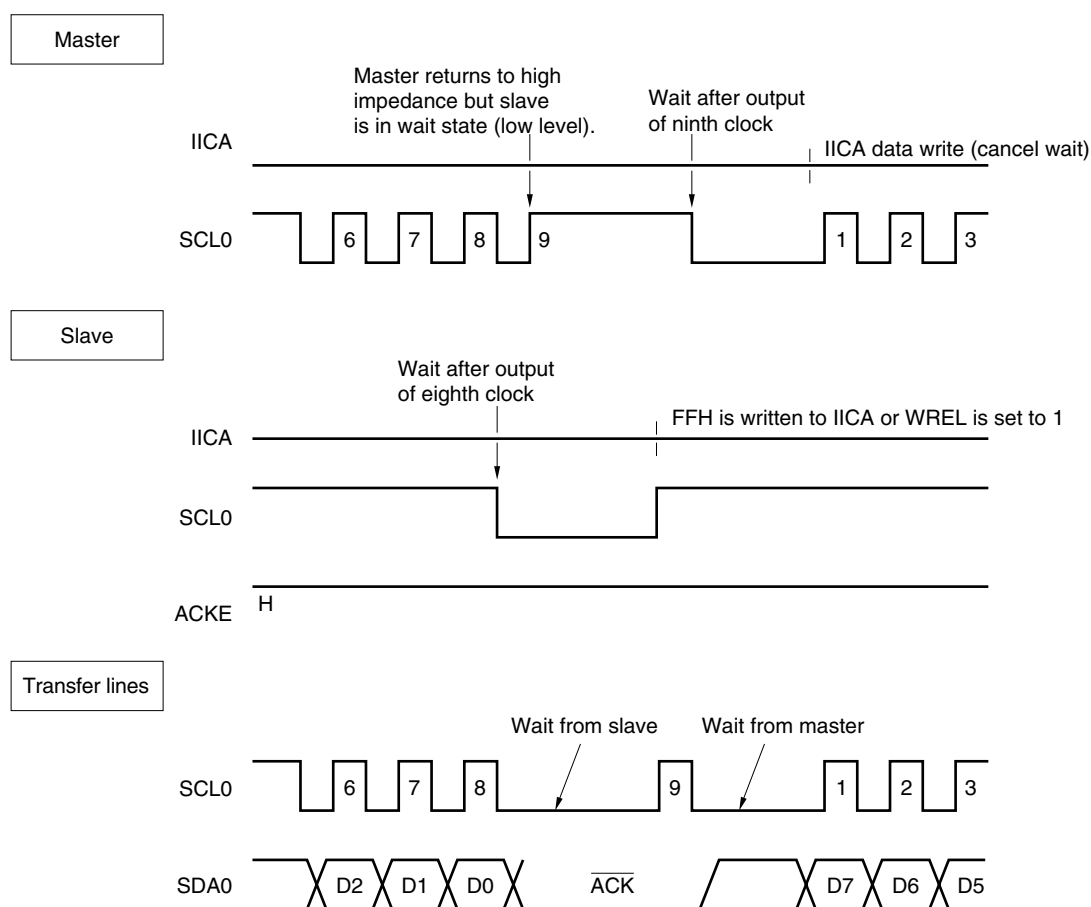 Master
Master returns to high
impedance but slave
is in wait state (low level).
Wait after output
of ninth clock
IICA
IICA data write (cancel wait)
SCL0
6 7 8 9 1 2 3
Slave
Wait after output
of eighth clock
FFH is written to IICA or WREL is set to 1
IICA
SCL0
H
ACKE
Transfer lines
Wait from slave
Wait from master
SCL0
6 7 8 9 1 2 3
SDA0
D2 D1 D0 ACK D7 D6 D5